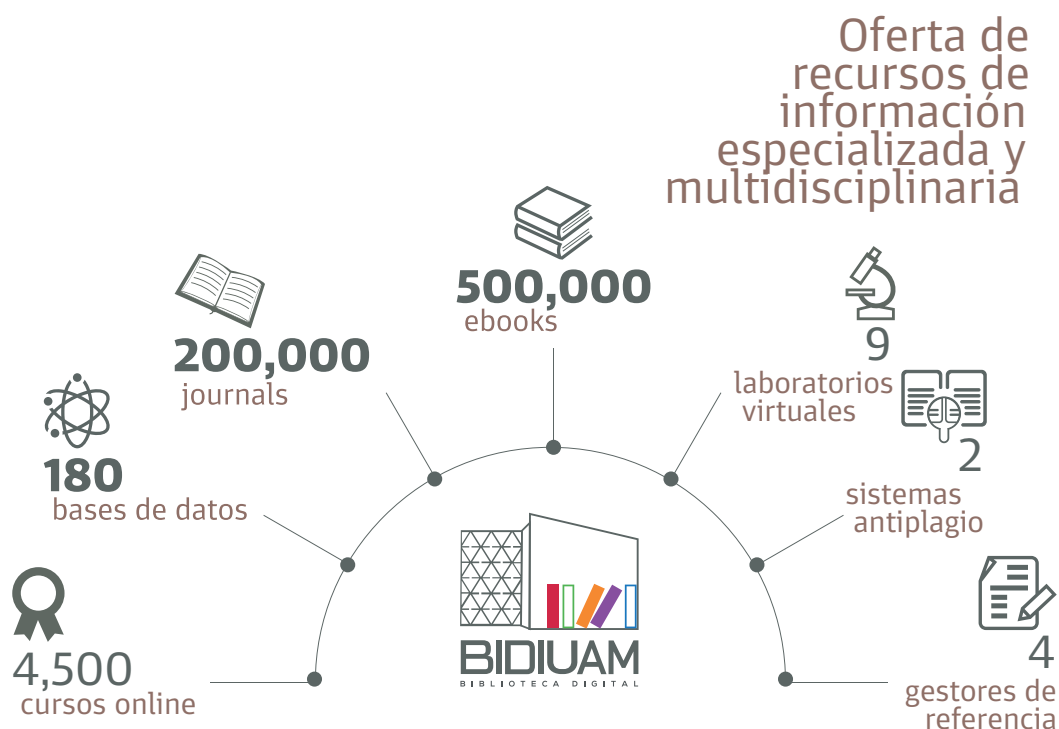 Oferta de
recursos de
información
especializada y
multidisciplinaria
500,000
ebooks
200,000
journals
180
bases de datos
4,500
cursos online
9
laboratorios
virtuales
2
sistemas
antiplagio
4
gestores de
referencia
BIDIUAM
BIBLIOTECA DIGITAL